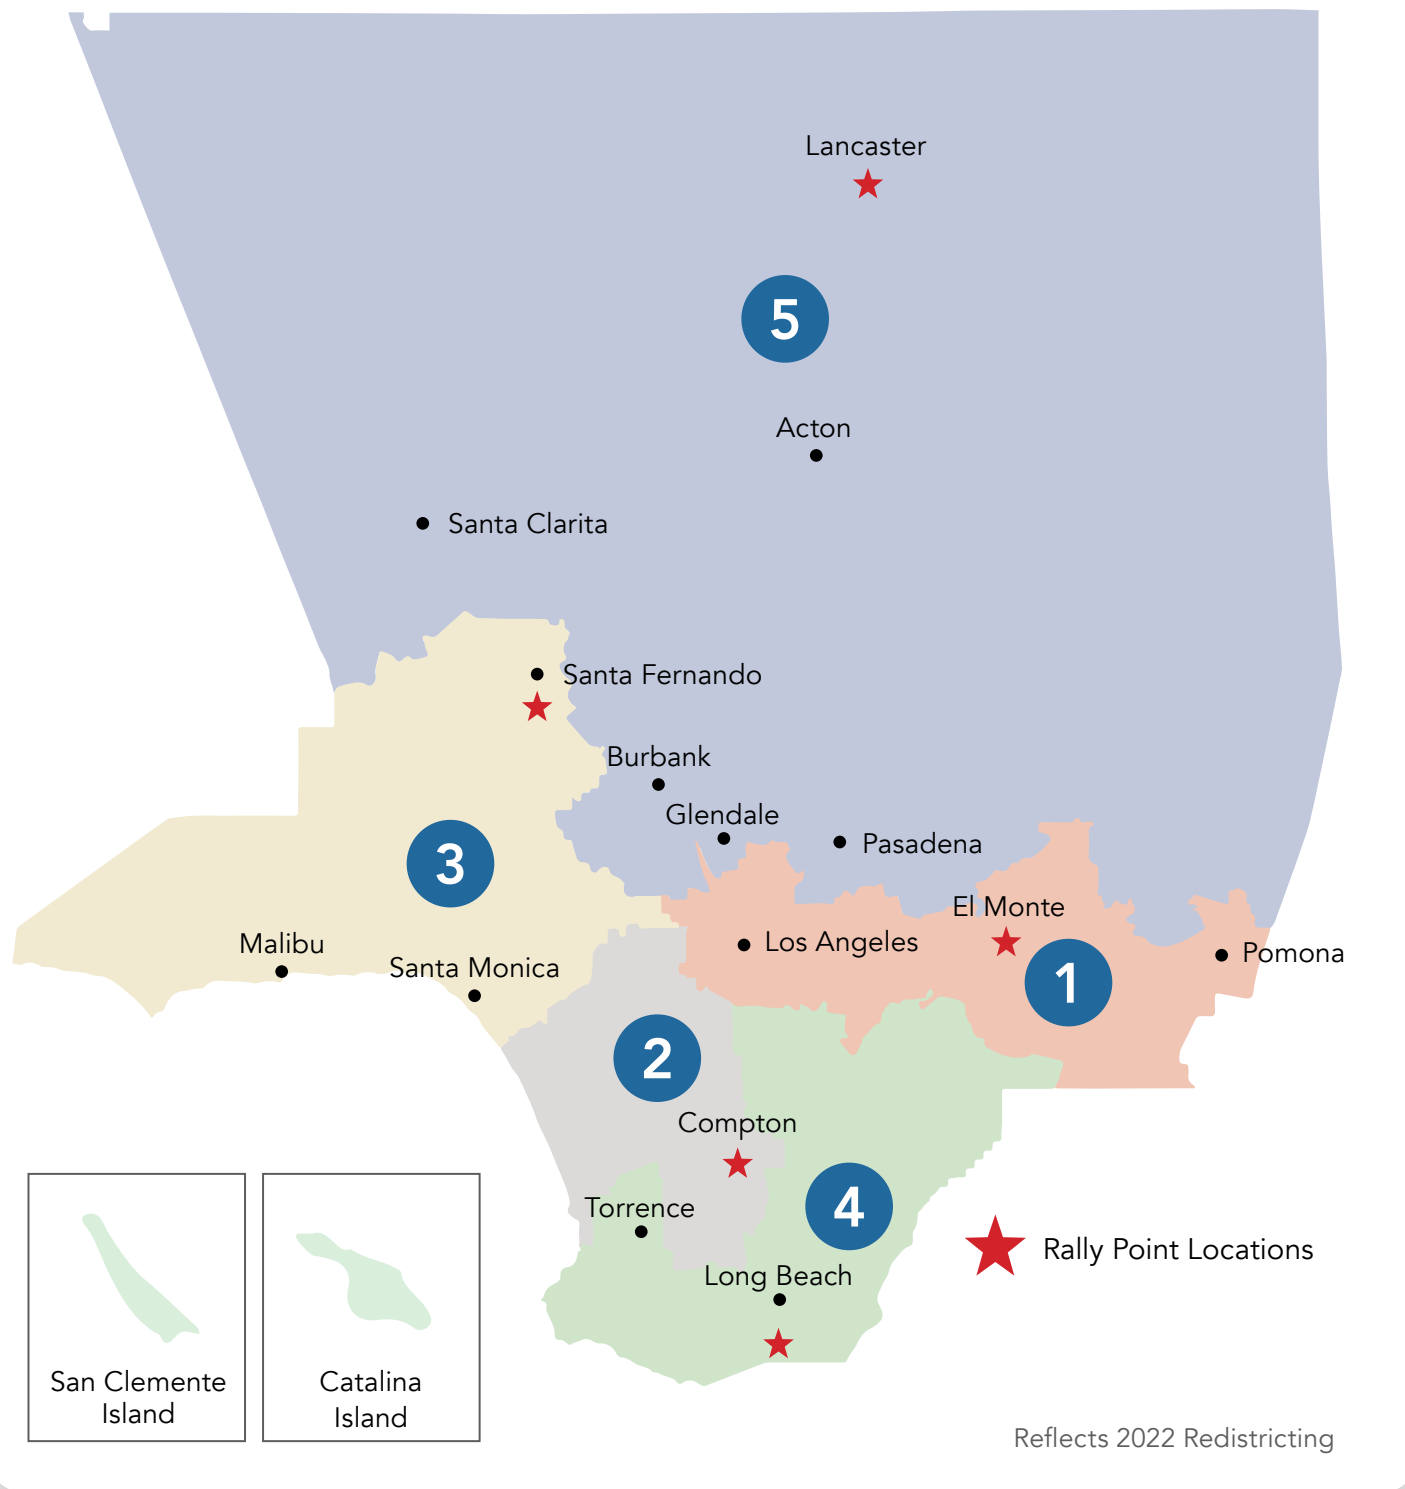 Lancaster
5
Acton
Santa Clarita
Santa Fernando
Burbank
Glendale
Pasadena
3
El Monte
Los Angeles
Malibu
Santa Monica
Pomona
1
2
Compton
4
Torrence
Long Beach
Rally Point Locations
San Clemente
Island
Catalina
Island
Reflects 2022 Redistricting